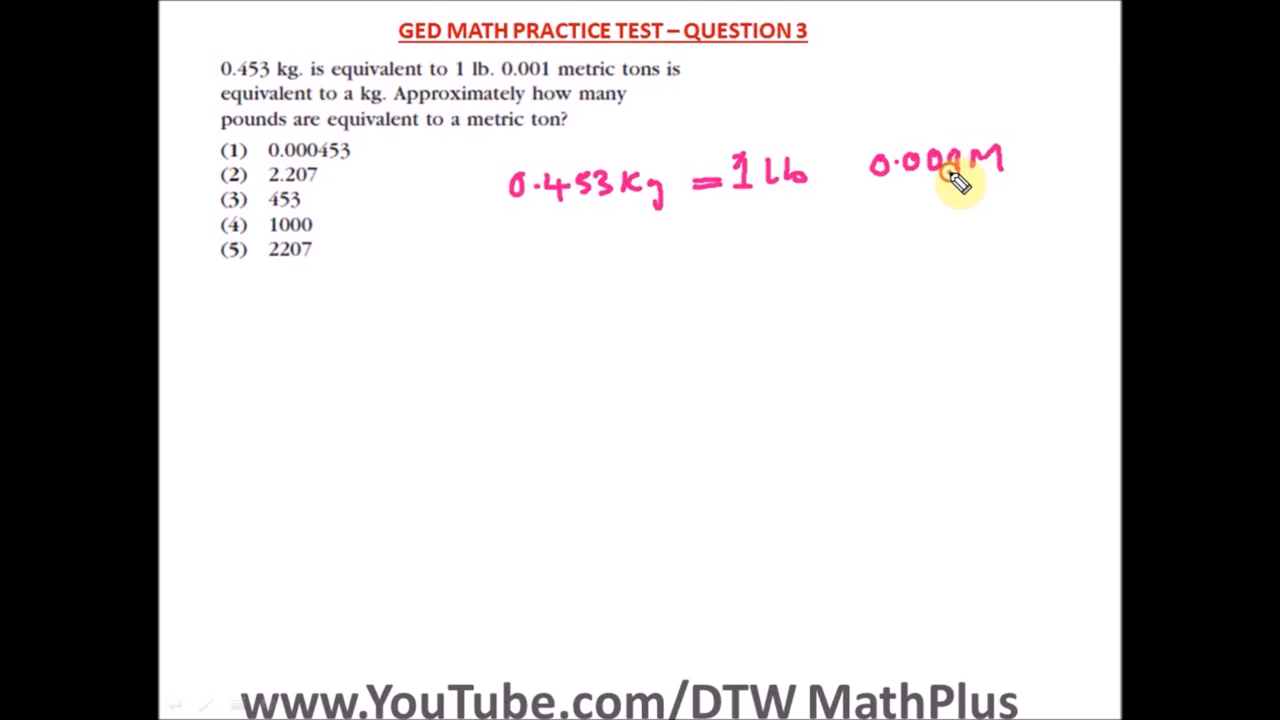 GED MATH PRACTICE TEST – QUESTION 3
0.453 kg. is equivalent to 1 lb. 0.001 metric tons is
equivalent to a kg. Approximately how many
pounds are equivalent to a metric ton?
(1) 0.000453
(2) 2.207
(3) 453
(4) 1000
(5) 2207
0.453 Kg = 1 lb
www.YouTube.com/DTW MathPlus